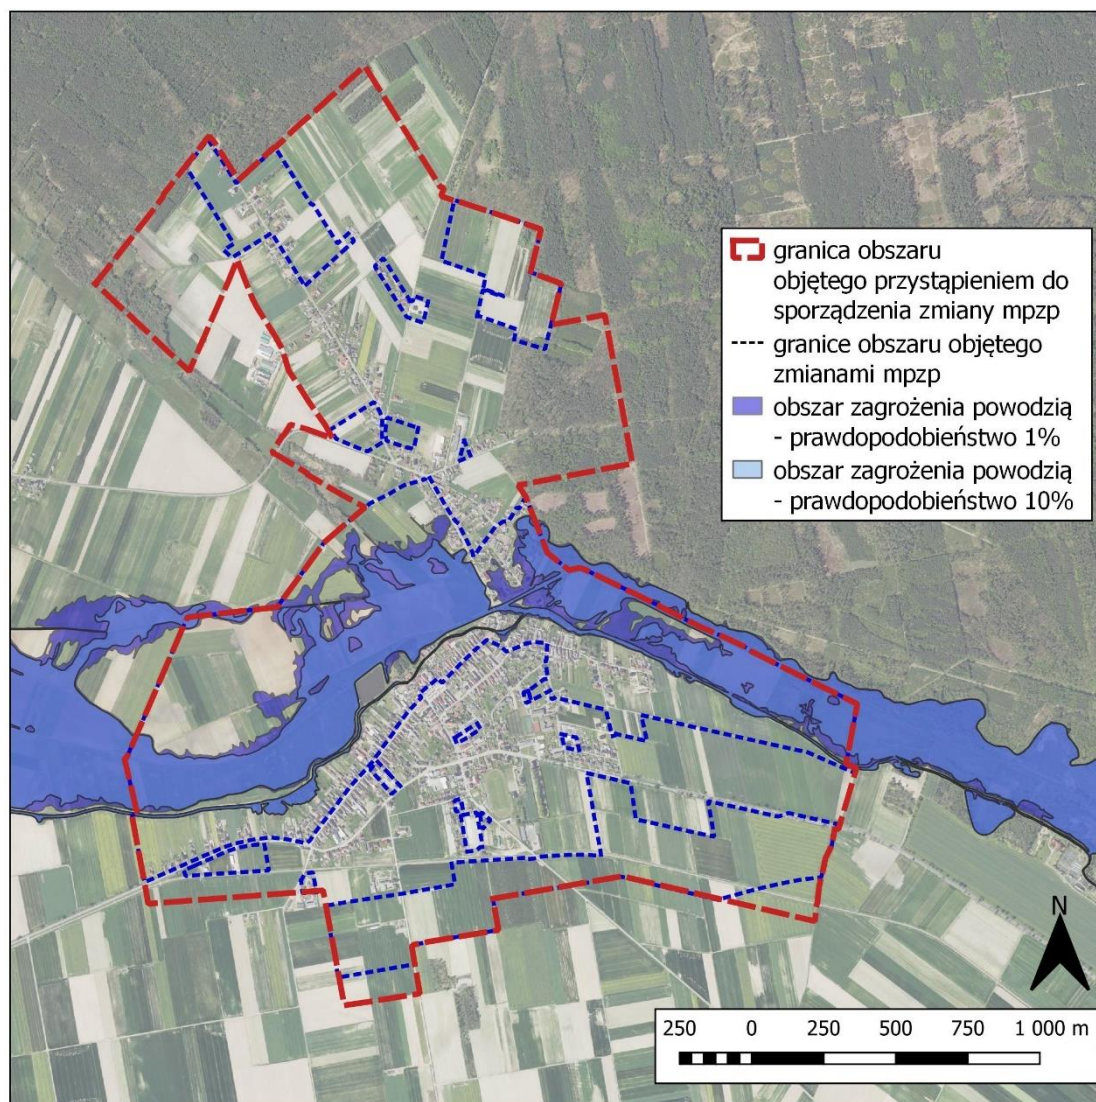 granica obszaru
objętego przystąpieniem do
sporządzenia zmiany mpzp
granice obszaru objętego
zmianami mpzp
obszar zagrożenia powodzią
- prawdopodobieństwo 1%
obszar zagrożenia powodzią
- prawdopodobieństwo 10%
N
250 0 250 500 750 1 000 m